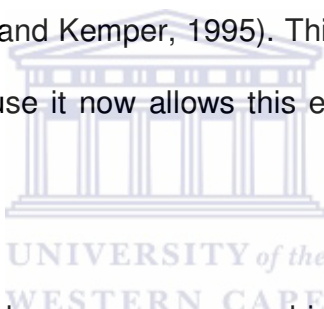 and Kemper, 1995). Thi
use it now allows this e
UNIVERSITY of the
WESTERN CAPE